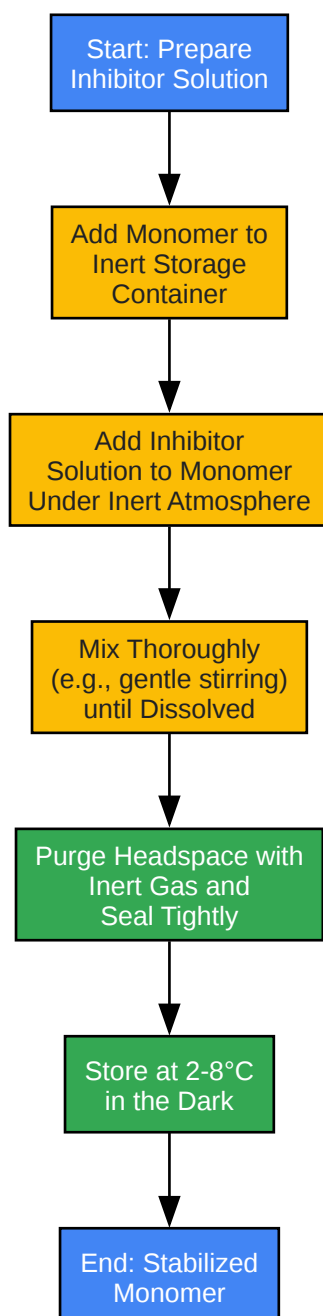 Start: Prepare
Inhibitor Solution
Add Monomer to
Inert Storage
Container
Add Inhibitor
Solution to Monomer
Under Inert Atmosphere
Mix Thoroughly
(e.g., gentle stirring)
until Dissolved
Purge Headspace with
Inert Gas and
Seal Tightly
Store at 2-8°C
in the Dark
End: Stabilized
Monomer